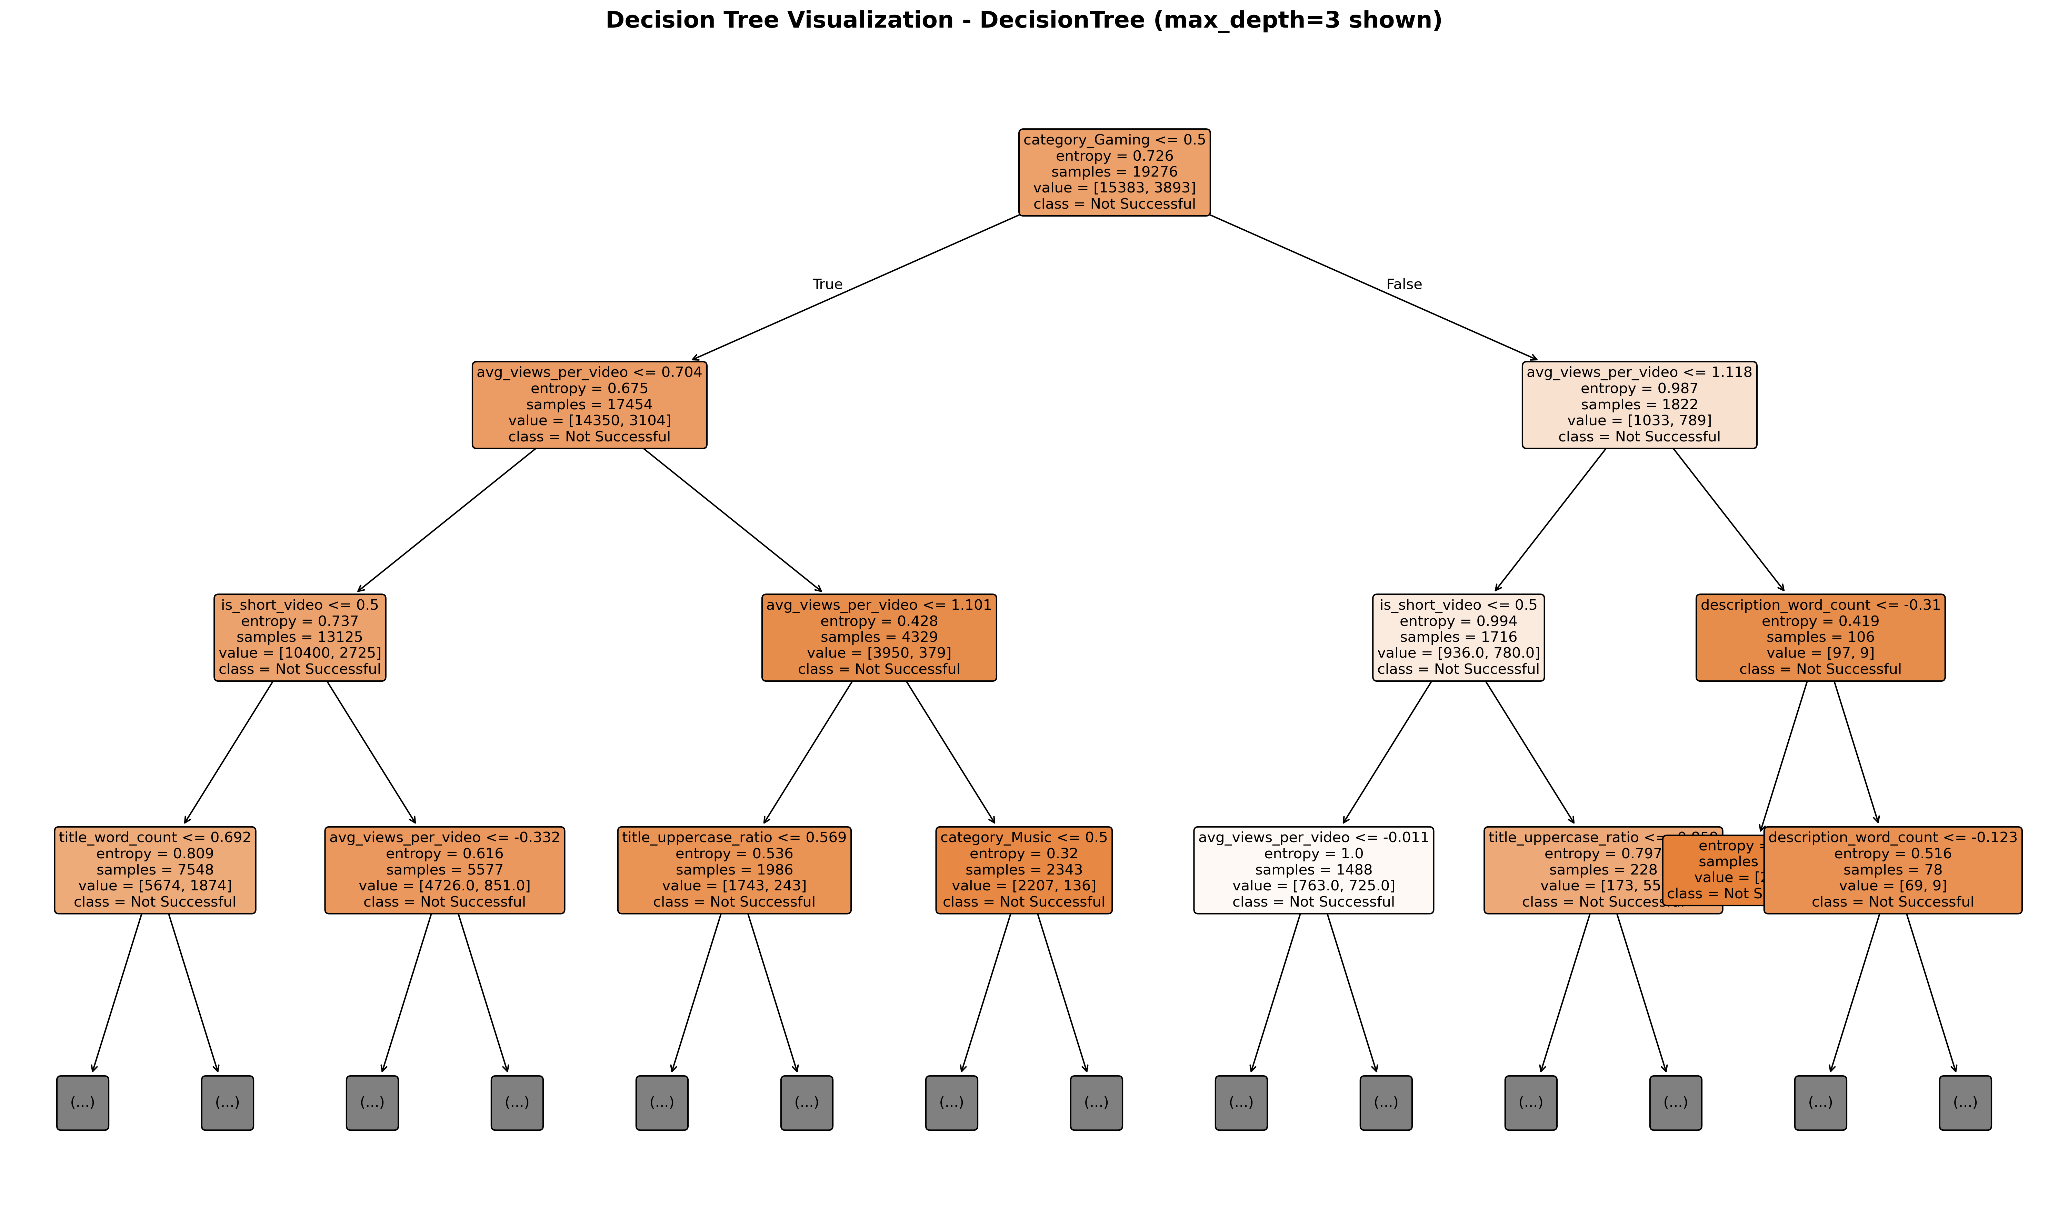 Decision Tree Visualization - DecisionTree (max_depth=3 shown)
category_Gaming <= 0.5
entropy = 0.726
samples = 19276
value = [15383, 3893]
class = Not Successful
True
False
avg_views_per_video <= 0.704
entropy = 0.675
samples = 17454
value = [14350, 3104]
class = Not Successful
avg_views_per_video <= 1.118
entropy = 0.987
samples = 1822
value = [1033, 789]
class = Not Successful
is_short_video <= 0.5
entropy = 0.737
samples = 13125
value = [10400, 2725]
class = Not Successful
avg_views_per_video <= 1.101
entropy = 0.428
samples = 4329
value = [3950, 379]
class = Not Successful
is_short_video <= 0.5
entropy = 0.994
samples = 1716
value = [936.0, 780.0]
class = Not Successful
description_word_count <= -0.31
entropy = 0.419
samples = 106
value = [97, 9]
class = Not Successful
title_word_count <= 0.692
entropy = 0.809
samples = 7548
value = [5674, 1874]
class = Not Successful
avg_views_per_video <= -0.332
entropy = 0.616
samples = 5577
value = [4726.0, 851.0]
class = Not Successful
title_uppercase_ratio <= 0.569
entropy = 0.536
samples = 1986
value = [1743, 243]
class = Not Successful
category_Music <= 0.5
entropy = 0.32
samples = 2343
value = [2207, 136]
class = Not Successful
avg_views_per_video <= -0.011
entropy = 1.0
samples = 1488
value = [763.0, 725.0]
class = Not Successful
title_uppercase_ratio <=
entropy = 0.797
samples = 228
value = [173, 55
class = Not Successful
entropy =
samples
value =
class = Not
description_word_count <= -0.123
entropy = 0.516
samples = 78
value = [69, 9]
class = Not Successful
(...)
(...)
(...)
(...)
(...)
(...)
(...)
(...)
(...)
(...)
(...)
(...)
(...)
(...)